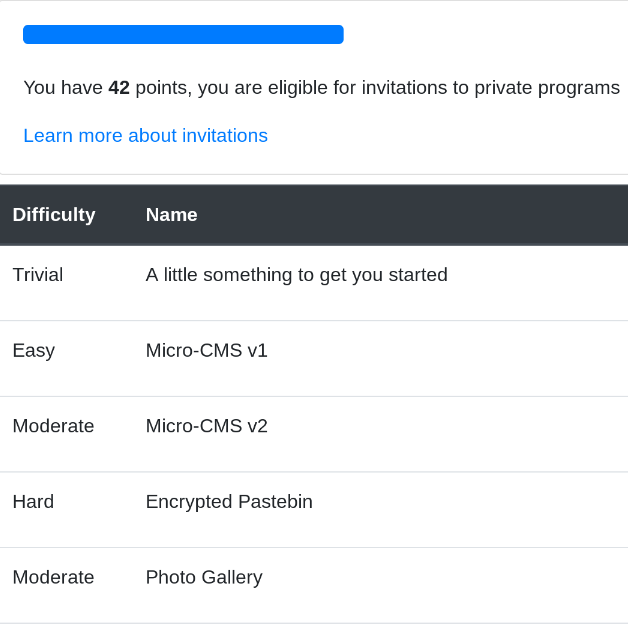 You have 42 points, you are eligible for invitations to private programs
Learn more about invitations
Difficulty Name
Trivial A little something to get you started
Easy Micro-CMS v1
Moderate Micro-CMS v2
Hard Encrypted Pastebin
Moderate Photo Gallery